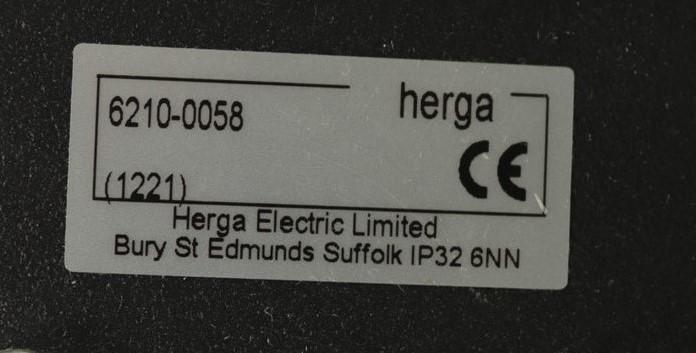 herga
6210-0058
CE
(1221)
Herga Electric Limited
Bury St Edmunds Suffolk IP32 6NN